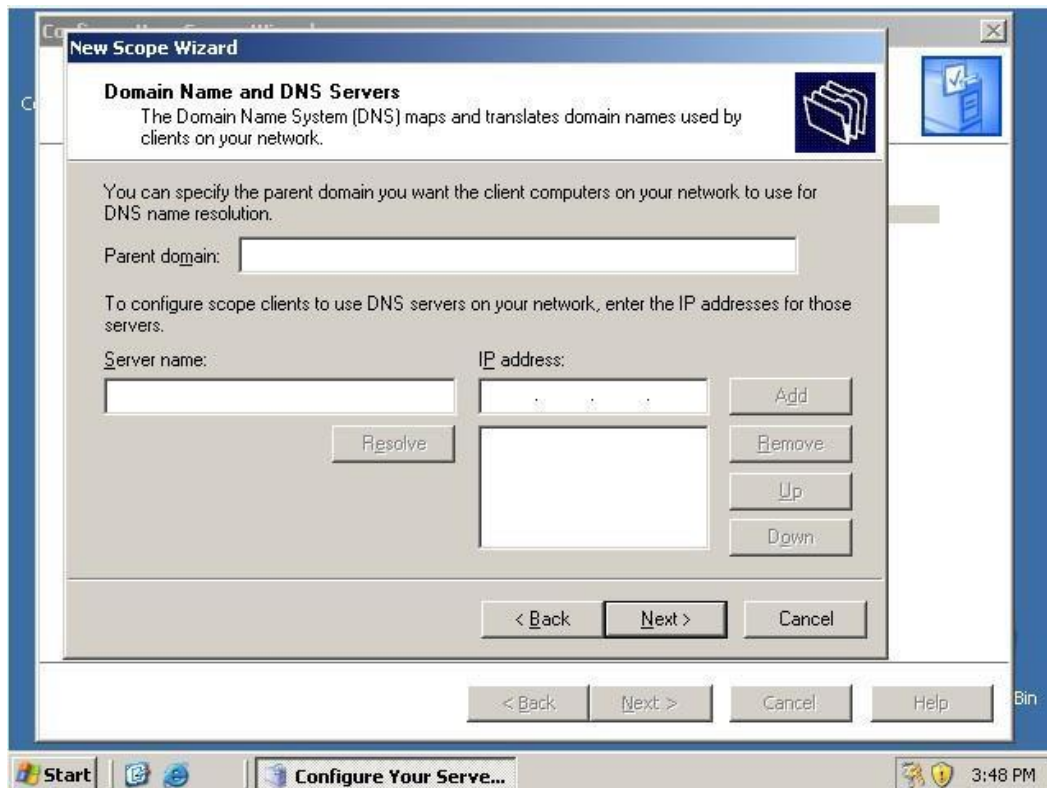 New Scope Wizard
Domain Name and DNS Servers
The Domain Name System (DNS) maps and translates domain names used by
clients on your network.
You can specify the parent domain you want the client computers on your network to use for
DNS name resolution.
Parent domain:
To configure scope clients to use DNS servers on your network, enter the IP addresses for those
servers.
Server name:
IP address:
Add
Resolve
Remove
Up
Down
< Back
Next >
Cancel
< Back
Next >
Cancel
Help
Bin
Start
Configure Your Serve...
3:48 PM